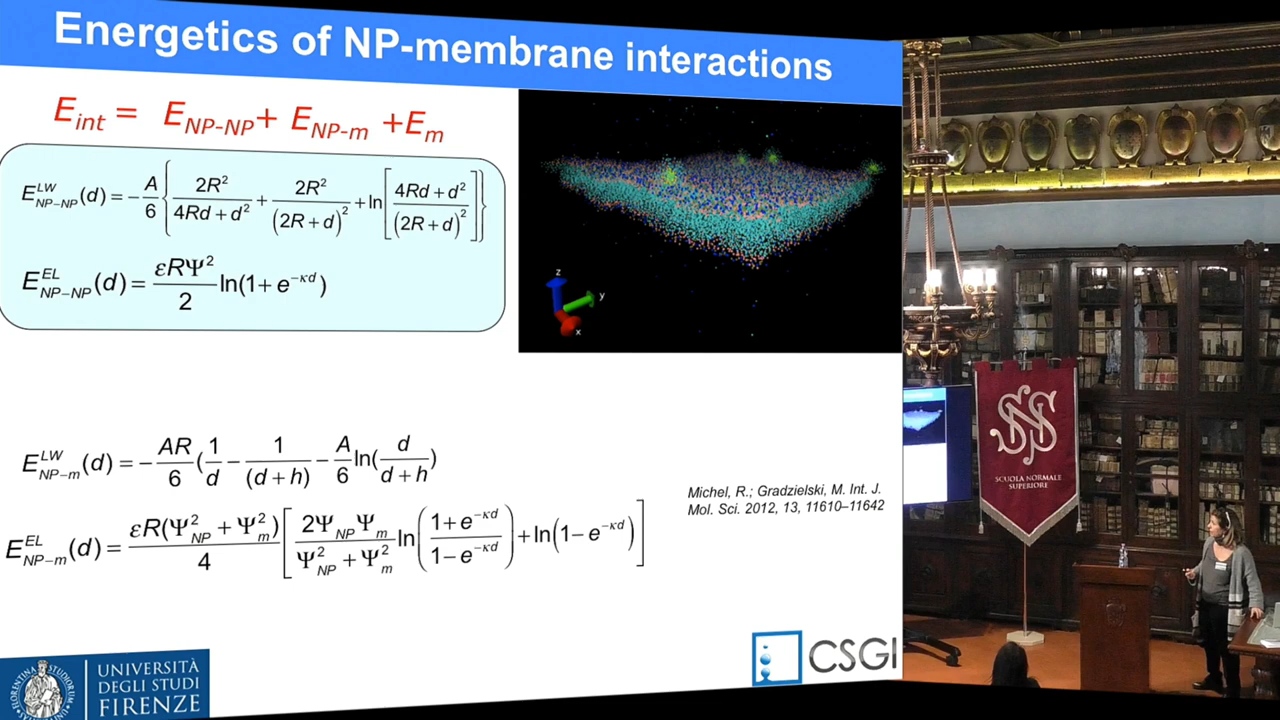 Energetics of NP-membrane interactions
E_int = E_NP-NP + E_NP-m + E_m
E^LW_NP-NP (d) = -A/6 { 2R²/(4Rd + d²) + 2R²/(2R + d)² + ln[(4Rd + d²)/(2R + d)²] }
E^EL_NP-NP (d) = εRΨ²/2 ln(1 + e^-κd)
z
y
x
E^LW_NP-m (d) = -AR/6 (1/d - 1/(d + h) - A/6 ln(d/(d + h))
E^EL_NP-m (d) = εR(Ψ²_NP + Ψ²_m)/4 [ 2Ψ_NP Ψ_m/(Ψ²_NP + Ψ²_m) ln((1 + e^-κd)/(1 - e^-κd)) + ln(1 - e^-κd) ]
Michel, R.; Gradzielski, M. Int. J.
Mol. Sci. 2012, 13, 11610–11642
UNIVERSITÀ
DEGLI STUDI
FIRENZE
CSGI
SNS
SCUOLA NORMALE
SUPERIORE